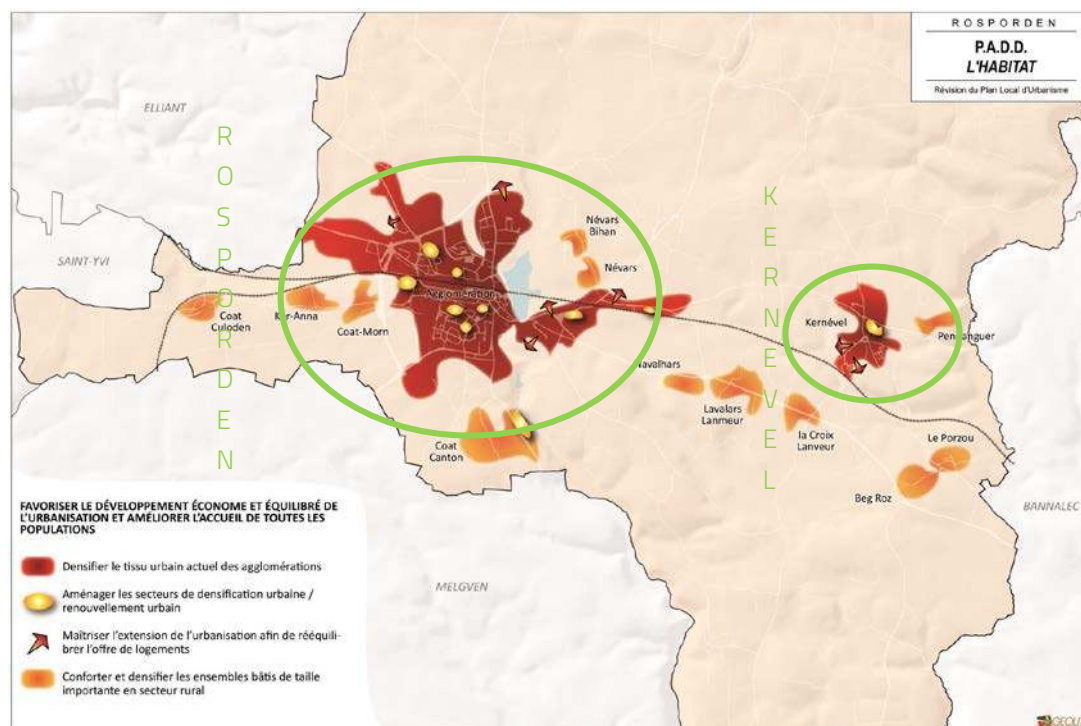 ROSPORDEN
P.A.D.D.
L'HABITAT
Révision du Plan Local d'Urbanisme
ELLIANT
ROSPORDEN
KERNEVEL
Névars
Bihan
SAINT-YVI
Névars
Agglomération
Coat
Culoden
Ker-Anna
Coat-Morn
Kernével
Penanguer
Navalhars
Lavalars
Lanmeur
la Croix
Lanveur
Coat
Canton
Le Porzou
Beg Roz
BANNALEC
MELGVEN
FAVORISER LE DÉVELOPPEMENT ÉCONOME ET ÉQUILIBRÉ DE
L'URBANISATION ET AMÉLIORER L'ACCUEIL DE TOUTES LES
POPULATIONS
Densifier le tissu urbain actuel des agglomérations
Aménager les secteurs de densification urbaine /
renouvellement urbain
Maîtriser l'extension de l'urbanisation afin de rééquili-
brer l'offre de logements
Conforter et densifier les ensembles bâtis de taille
importante en secteur rural